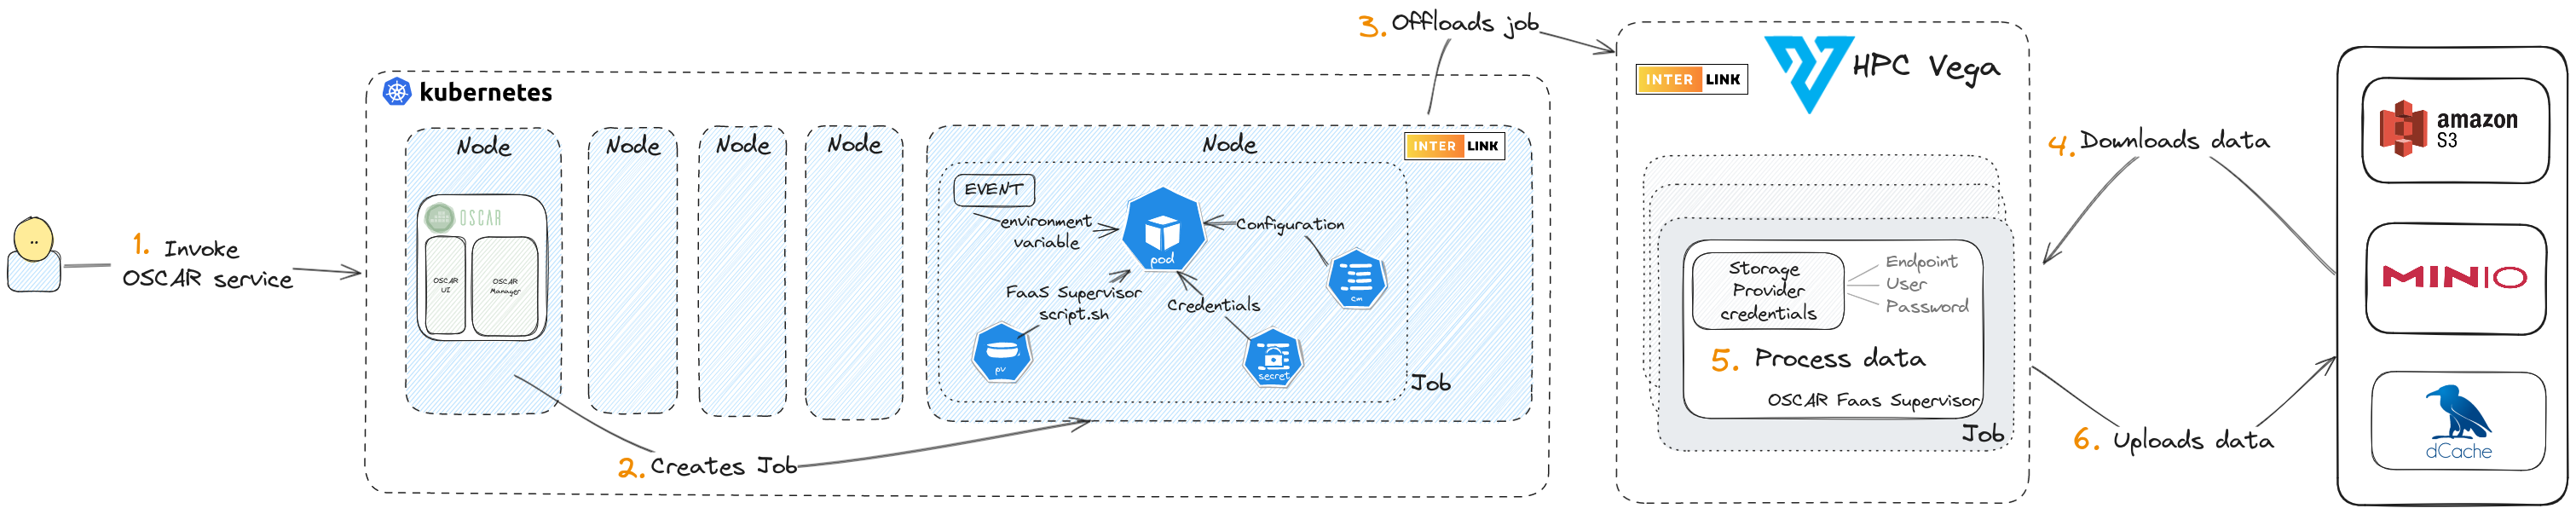 1. Invoke
OSCAR service
kubernetes
Node
OSCAR
OSCAR
UI
OSCAR
Manager
Node
Node
Node
Node
INTER LINK
EVENT
environment
variable
pod
Configuration
cm
FaaS Supervisor
script.sh
Credentials
pv
secret
Job
2. Creates Job
3. Offloads job
INTER LINK
HPC Vega
Storage
Provider
credentials
Endpoint
User
Password
5. Process data
OSCAR FaaS Supervisor
Job
4. Downloads data
6. Uploads data
amazon
S3
MINIO
dCache